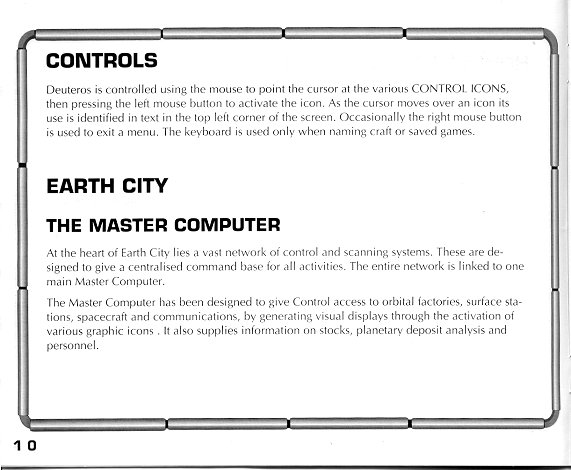 CONTROLS
Deuteros is controlled using the mouse to point the cursor at the various CONTROL ICONS,
then pressing the left mouse button to activate the icon. As the cursor moves over an icon its
use is identified in text in the top left corner of the screen. Occasionally the right mouse button
is used to exit a menu. The keyboard is used only when naming craft or saved games.
EARTH CITY
THE MASTER COMPUTER
At the heart of Earth City lies a vast network of control and scanning systems. These are de-
signed to give a centralised command base for all activities. The entire network is linked to one
main Master Computer.
The Master Computer has been designed to give Control access to orbital factories, surface sta-
tions, spacecraft and communications, by generating visual displays through the activation of
various graphic icons . It also supplies information on stocks, planetary deposit analysis and
personnel.
1 0